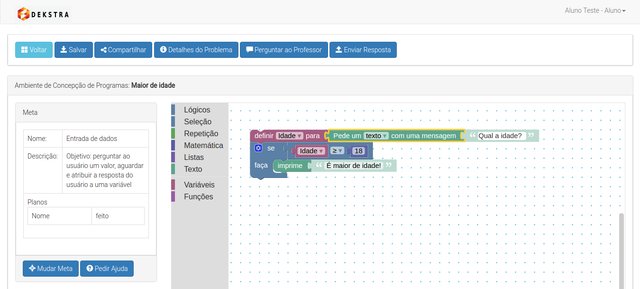 DEKSTRA
Aluno Teste - Aluno
Voltar
Salvar
Compartilhar
Detalhes do Problema
Perguntar ao Professor
Enviar Resposta
Ambiente de Concepção de Programas: Maior de idade
Meta
Nome: Entrada de dados
Descrição: Objetivo: perguntar ao
usuário um valor, aguardar
e atribuir a resposta do
usuário a uma variável
Planos
Nome feito
Mudar Meta
Pedir Ajuda
Lógicos
Seleção
Repetição
Matemática
Listas
Texto
Variáveis
Funções
definir Idade para Pede um texto com uma mensagem “ Qual a idade? ”
se Idade ≥ 18
faça imprime “ É maior de idade! ”